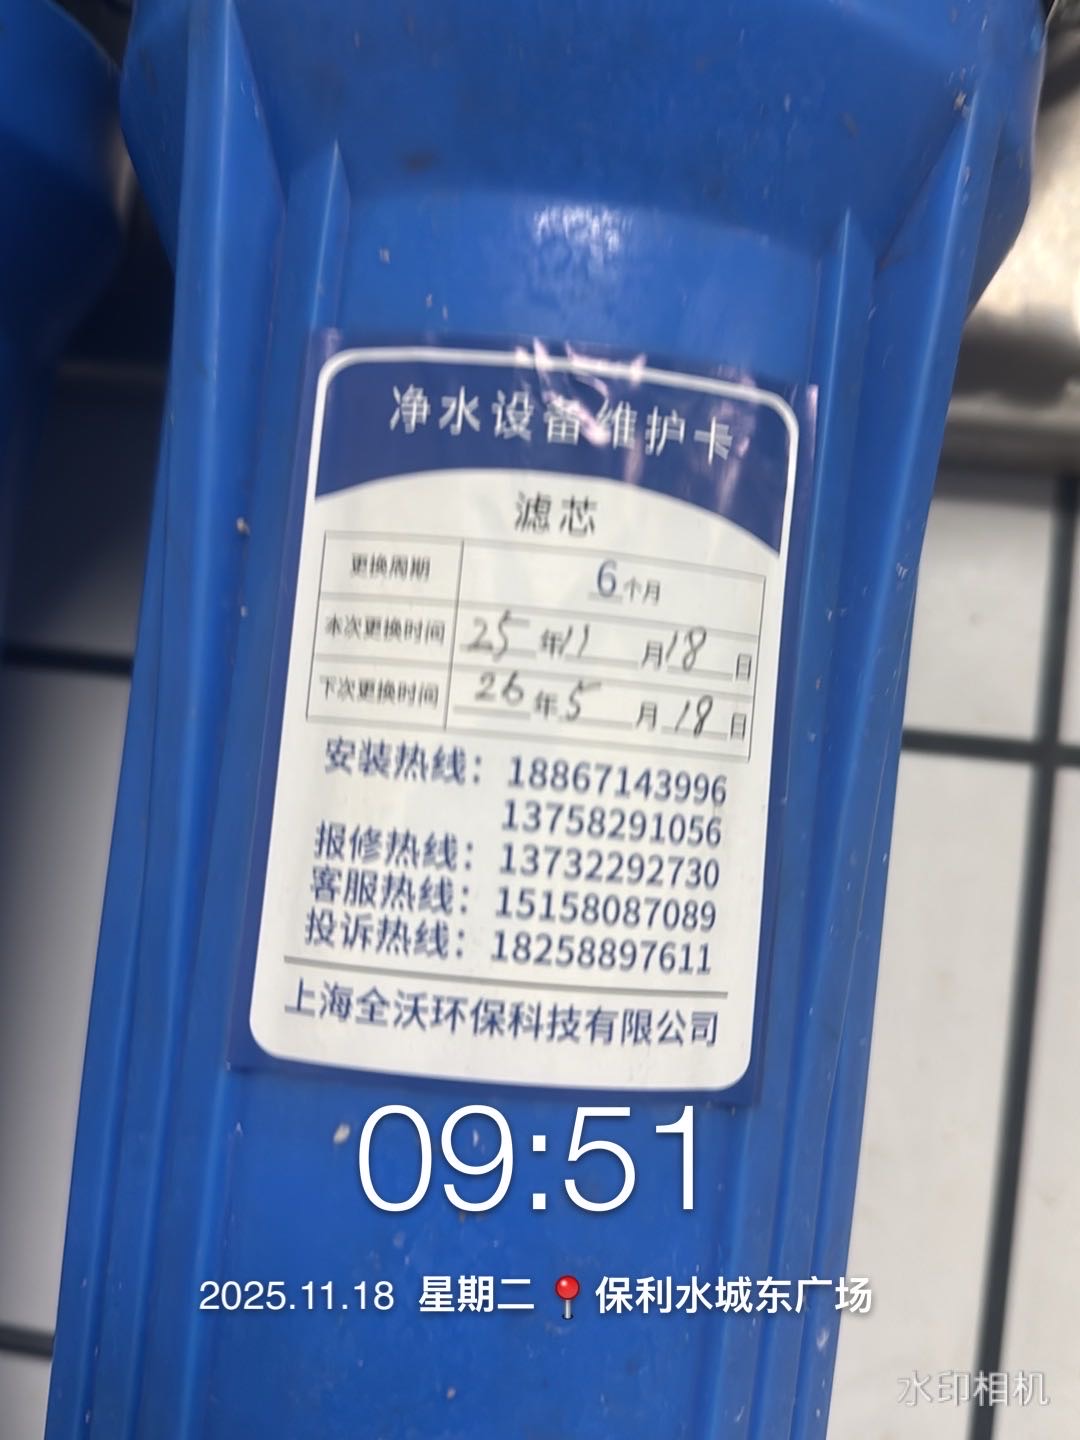 净水设备维护卡
滤芯
更换周期 6个月
本次更换时间 25年11月18日
下次更换时间 26年5月18日
安装热线：18867143996
13758291056
报修热线：13732292730
客服热线：15158087089
投诉热线：18258897611
上海全沃环保科技有限公司
09:51
2025.11.18 星期二 📍保利水城东广场
水印相机